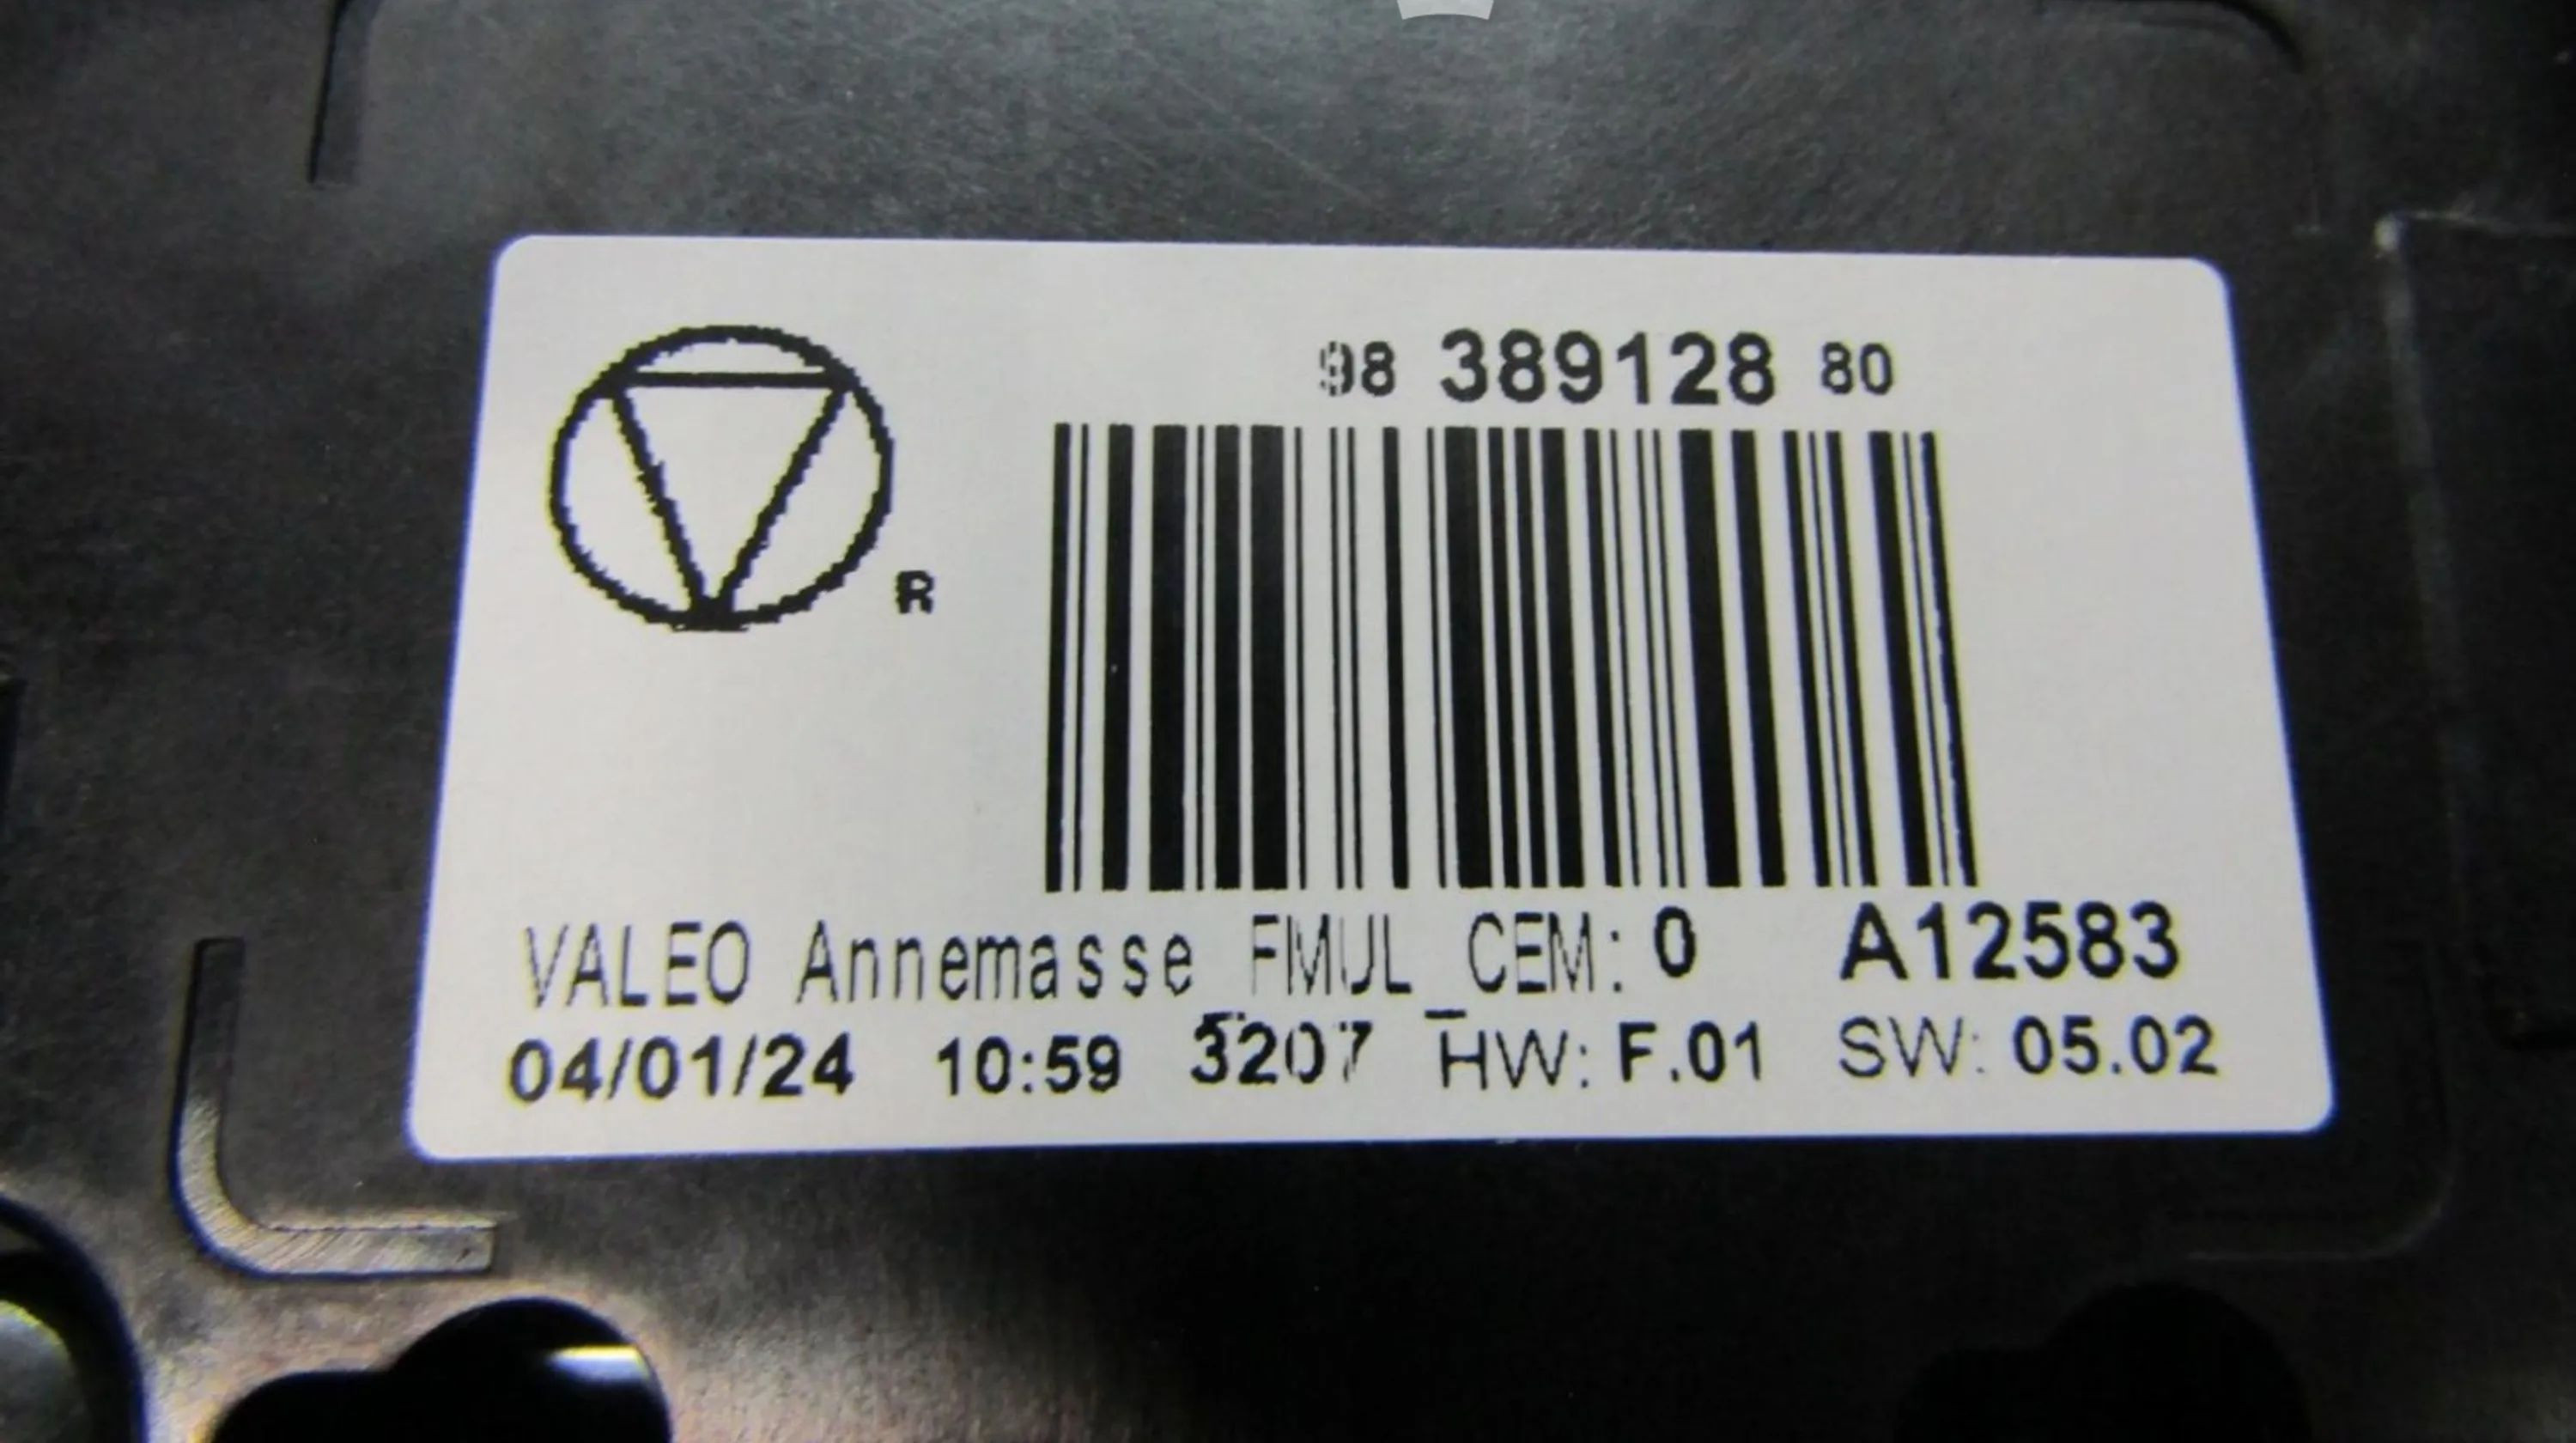 98 389128 80
R
VALEO Annemasse FMUL_CEM: 0 A12583
04/01/24 10:59 3207 HW: F.01 SW: 05.02